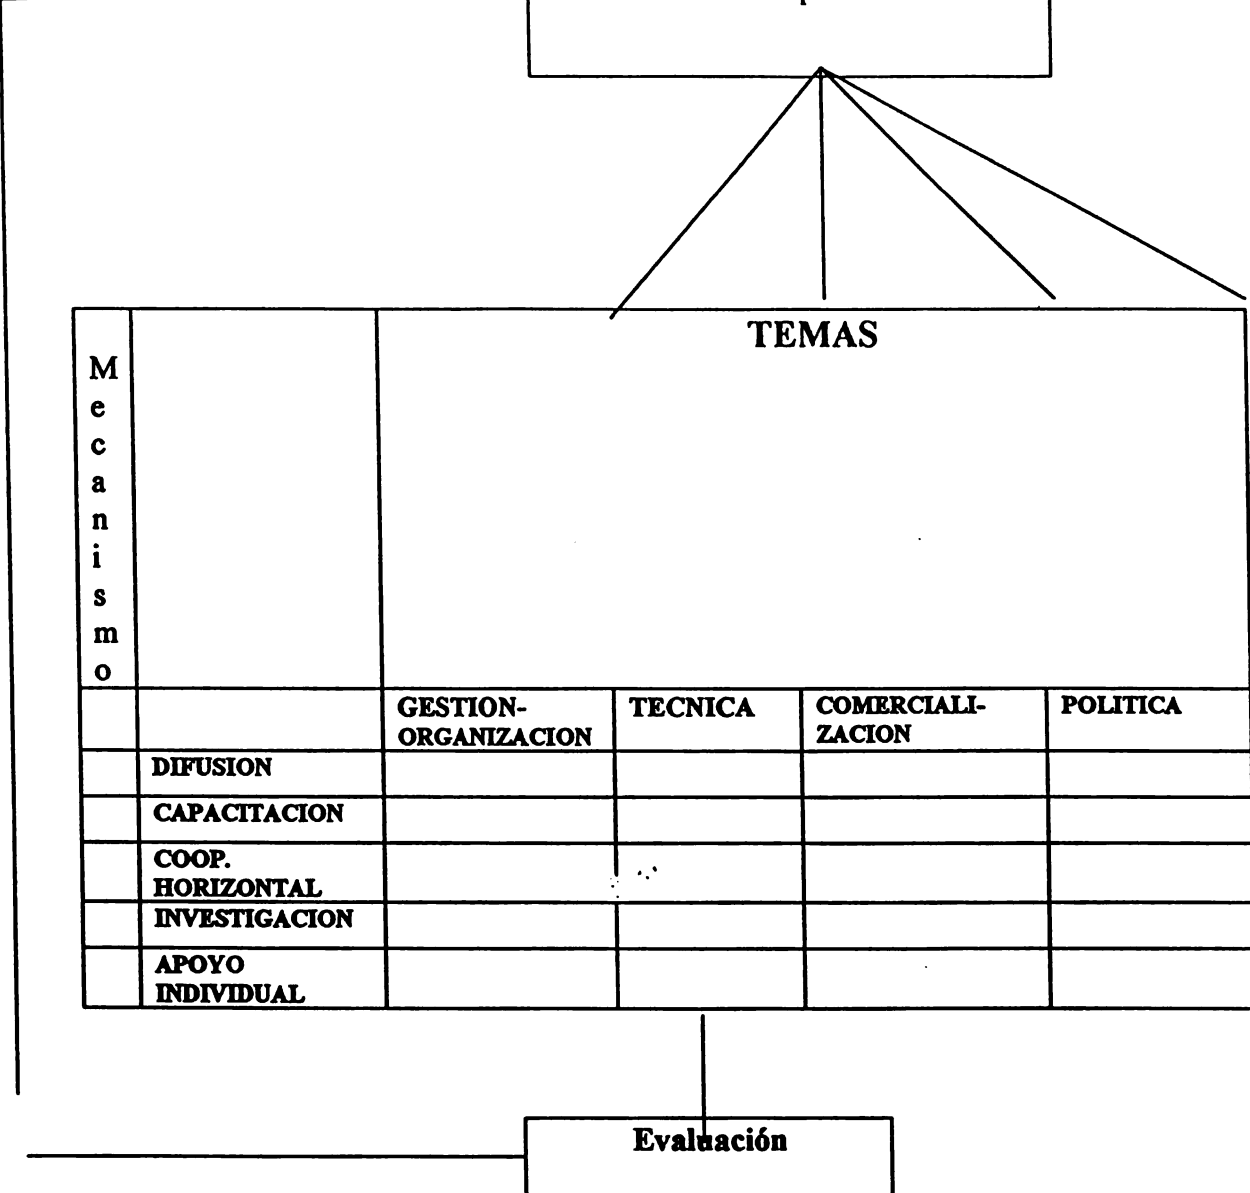 TEMAS
M
e
c
a
n
i
s
m
o
GESTION-
ORGANIZACION
TECNICA
COMERCIALI-
ZACION
POLITICA
DIFUSION
CAPACITACION
COOP.
HORIZONTAL
INVESTIGACION
APOYO
INDIVIDUAL
Evaluación